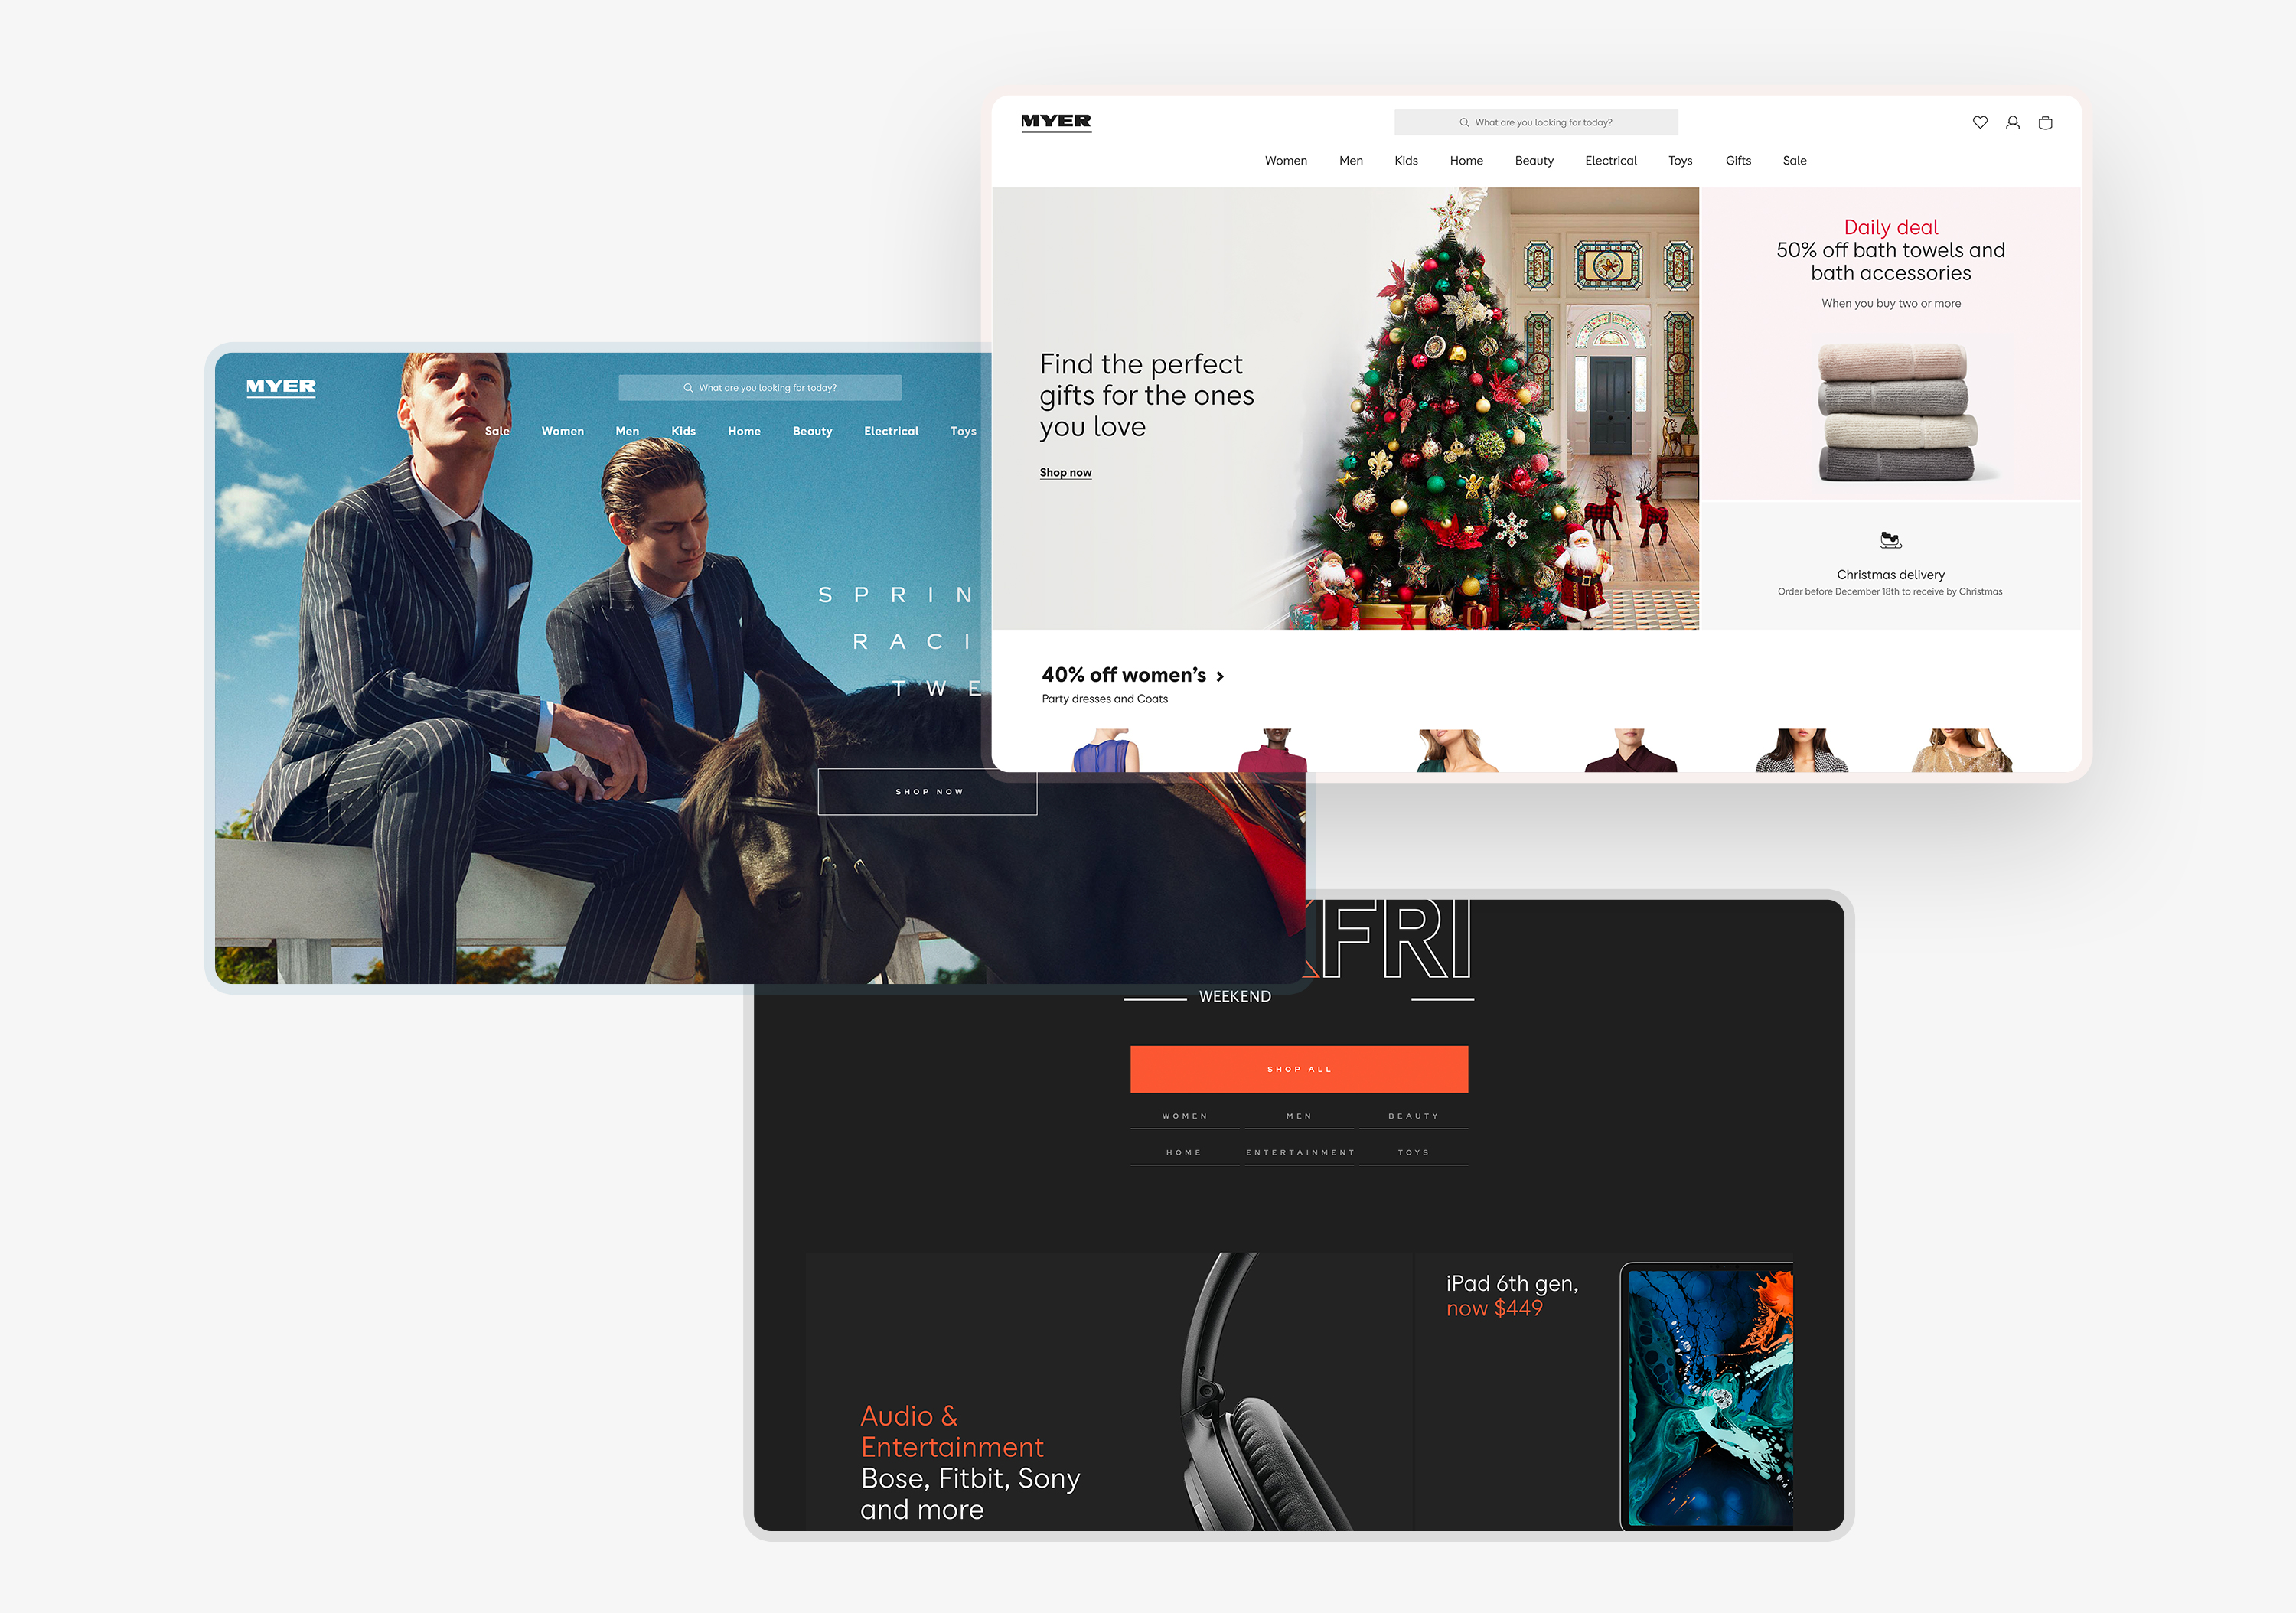 MYER
What are you looking for today?
Women Men Kids Home Beauty Electrical Toys Gifts Sale
Find the perfect
gifts for the ones
you love
Shop now
Daily deal
50% off bath towels and
bath accessories
When you buy two or more
Christmas delivery
Order before December 18th to receive by Christmas
40% off women’s
Party dresses and Coats
MYER
What are you looking for today?
Sale Women Men Kids Home Beauty Electrical Toys
SPRIN
RACI
TWE
SHOP NOW
FRI
WEEKEND
SHOP ALL
WOMEN MEN BEAUTY
HOME ENTERTAINMENT TOYS
Audio &
Entertainment
Bose, Fitbit, Sony
and more
iPad 6th gen,
now $449